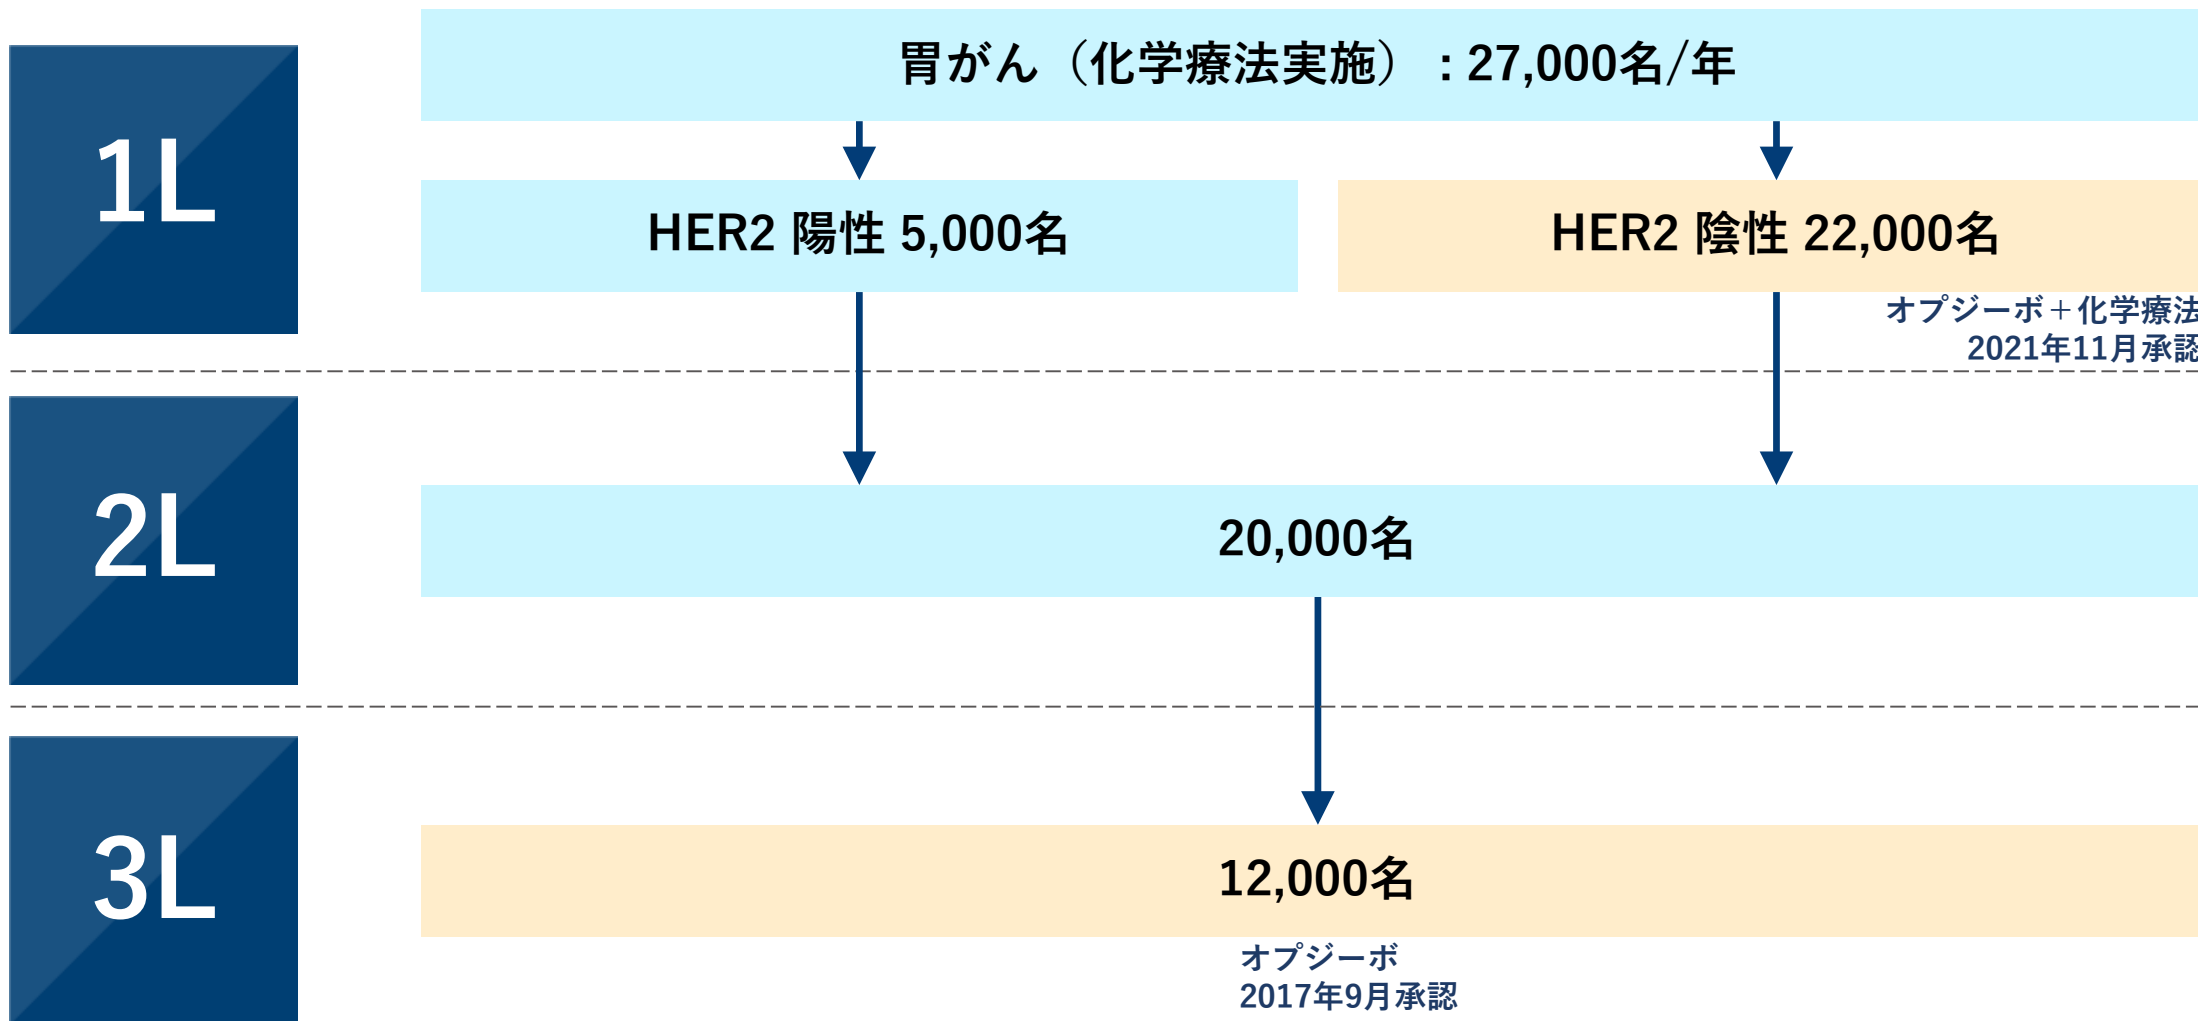 1L
胃がん（化学療法実施）：27,000名/年
HER2 陽性 5,000名
HER2 陰性 22,000名
オプジーボ＋化学療法
2021年11月承認
2L
20,000名
3L
12,000名
オプジーボ
2017年9月承認